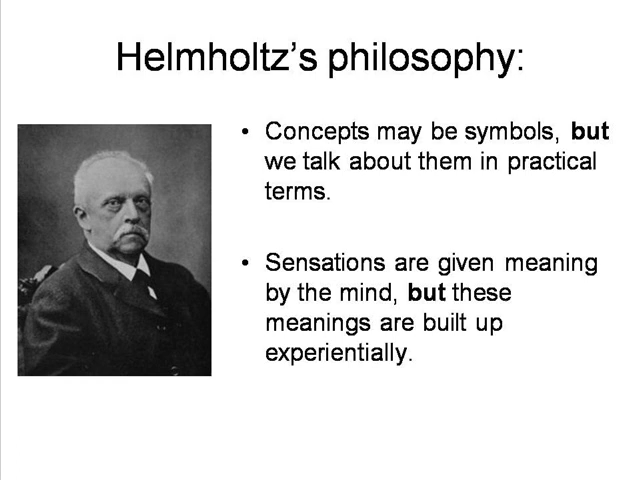 Helmholtz's philosophy:
• Concepts may be symbols, but
we talk about them in practical
terms.
• Sensations are given meaning
by the mind, but these
meanings are built up
experientially.